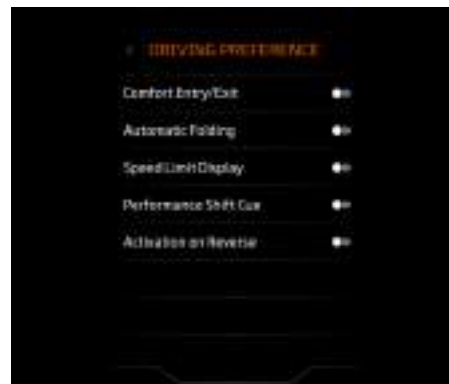 DRIVING PREFERENCE
Comfort Entry/Exit
Automatic Folding
Speed Limit Display
Performance Shift Cue
Activation on Reverse